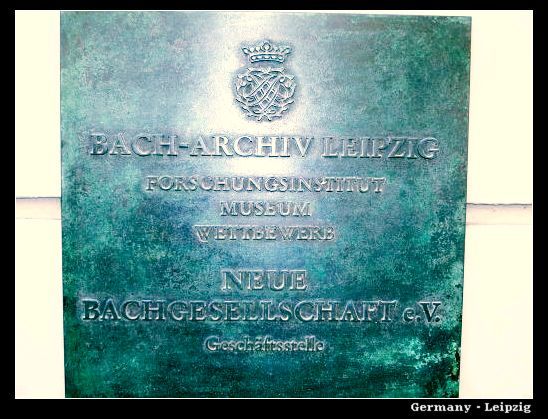 BACH-ARCHIV LEIPZIG
FORSCHUNGSINSTITUT
MUSEUM
WETTBEWERB
NEUE
BACHGESELLSCHAFT e.V.
Geschäftsstelle
Germany - Leipzig